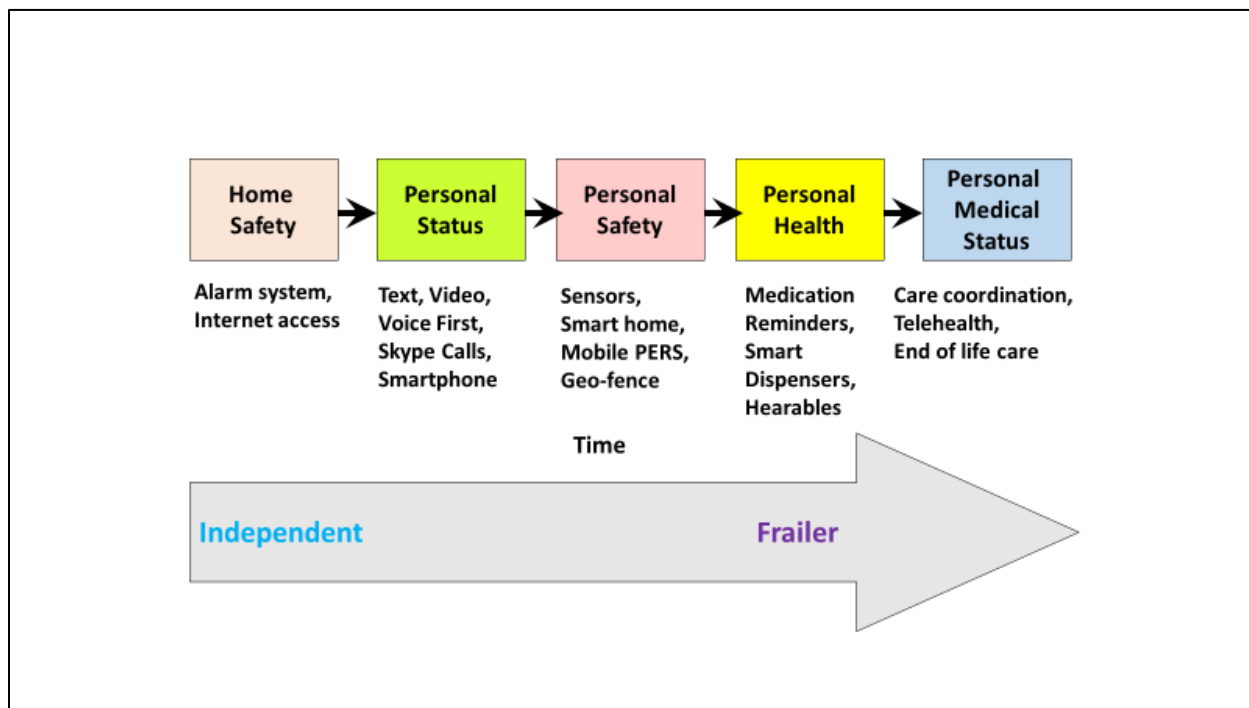 Home
Safety
Personal
Status
Personal
Safety
Personal
Health
Personal
Medical
Status
Alarm system,
Internet access
Text, Video,
Voice First,
Skype Calls,
Smartphone
Sensors,
Smart home,
Mobile PERS,
Geo-fence
Medication
Reminders,
Smart
Dispensers,
Hearables
Care coordination,
Telehealth,
End of life care
Time
Independent
Frailer